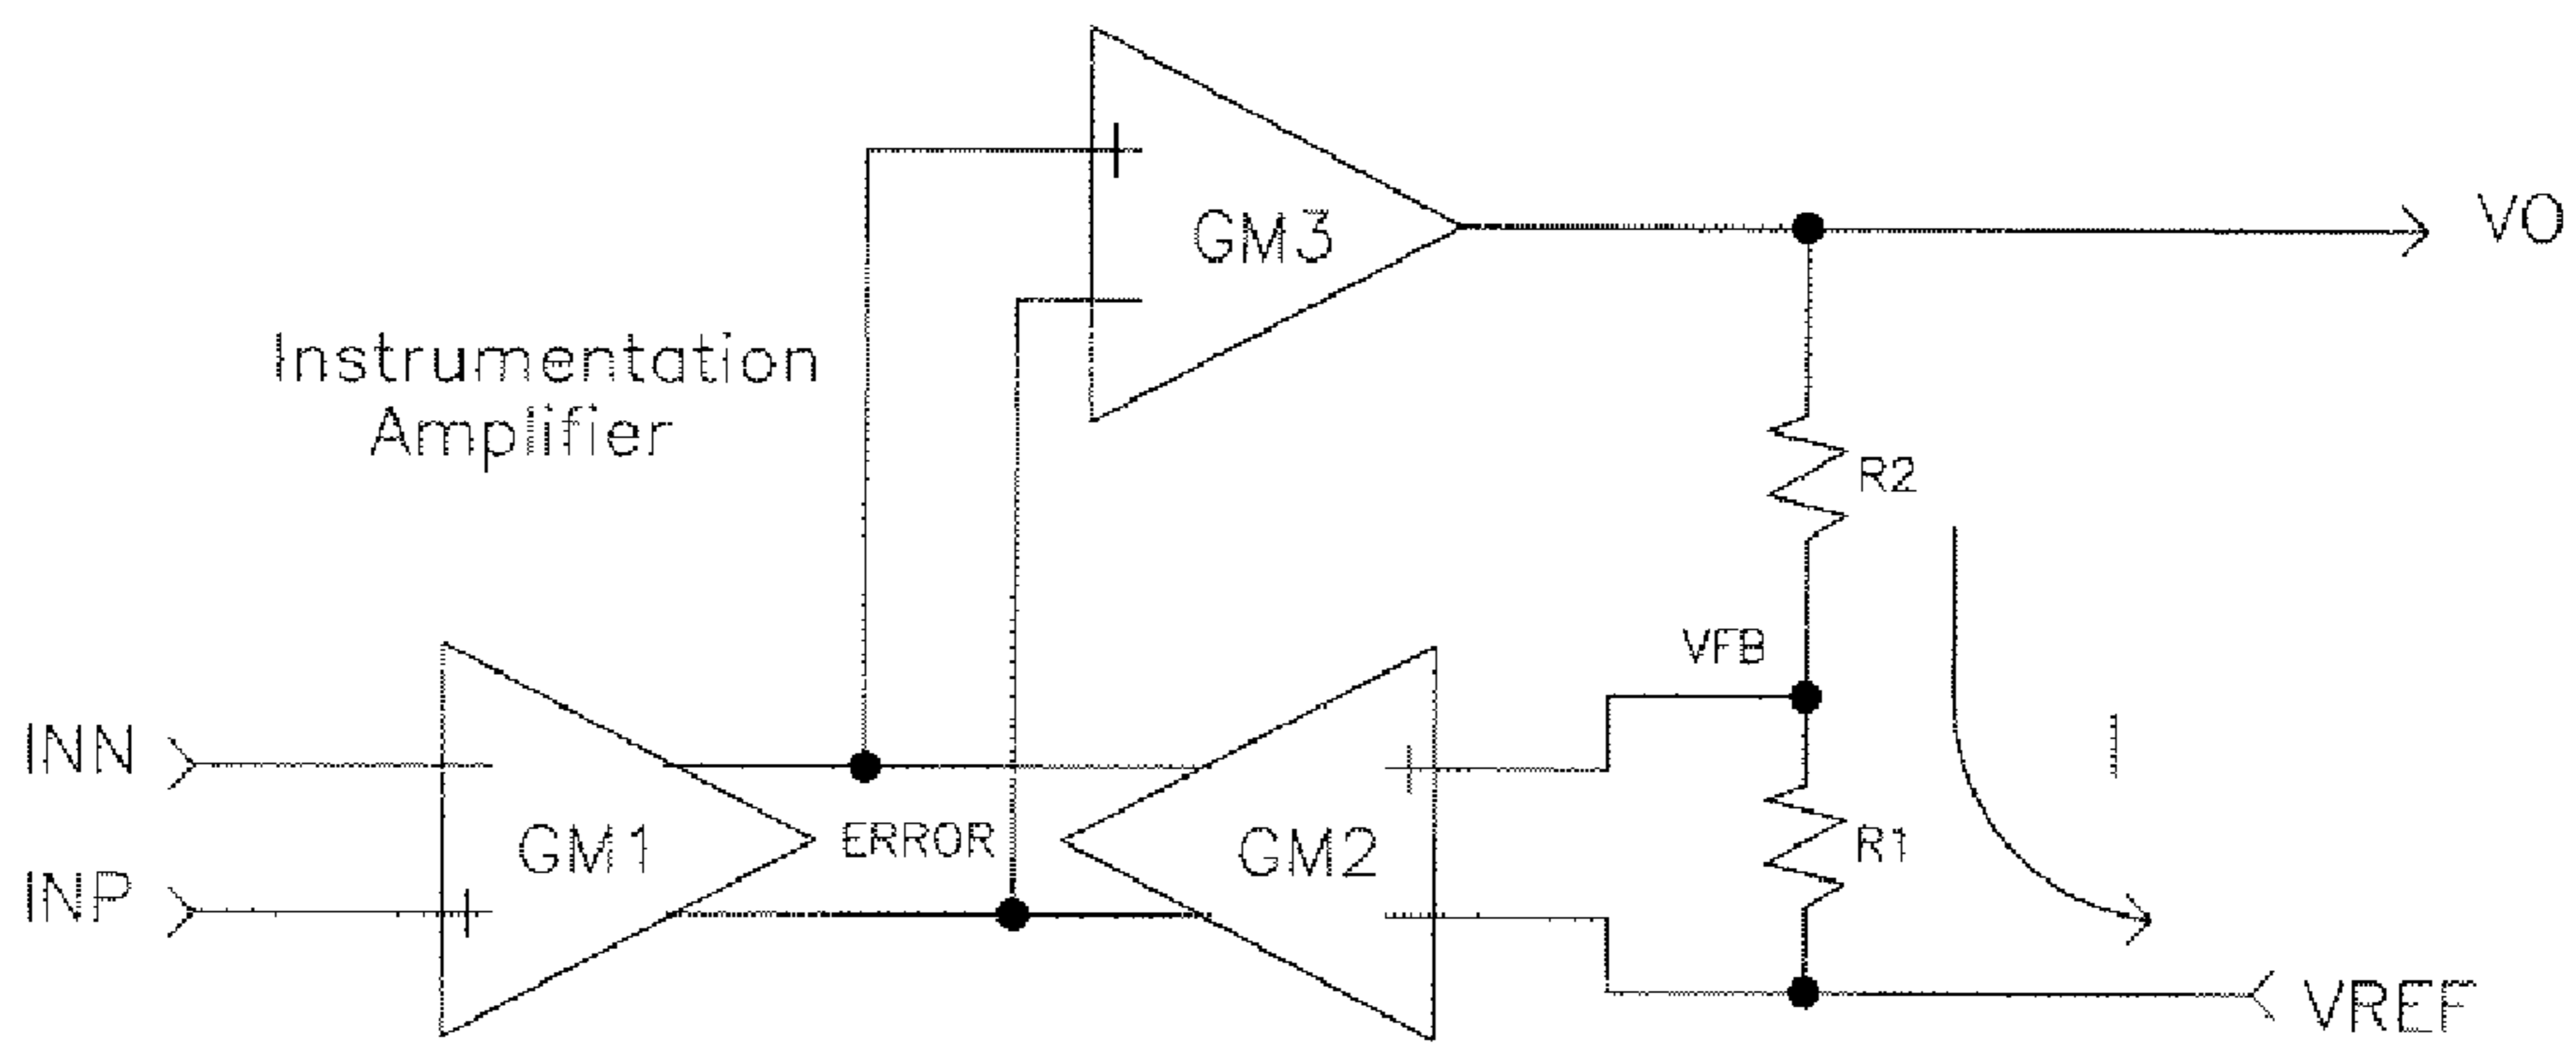 GM3
VO
Instrumentation
Amplifier
R2
VFB
INN
I
GM1
ERROR
GM2
R1
INP
VREF